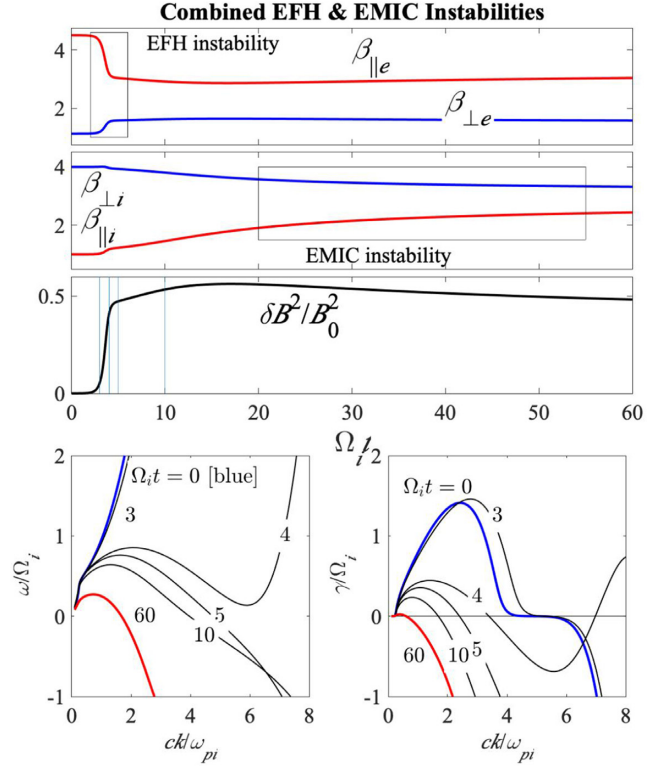 Combined EFH & EMIC Instabilities
4
2
EFH instability
β∥e
β⊥e
4
2
β⊥i
β∥i
EMIC instability
0.5
0
δB²/B₀²
0 10 20 30 40 50 60
Ωᵢt
2
1
0
-1
ω/Ωᵢ
Ωᵢt = 0 [blue]
3
4
5
10
60
0 2 4 6 8
ck/ωₚᵢ
2
1
0
-1
γ/Ωᵢ
Ωᵢt = 0
3
4
5
10
60
0 2 4 6 8
ck/ωₚᵢ